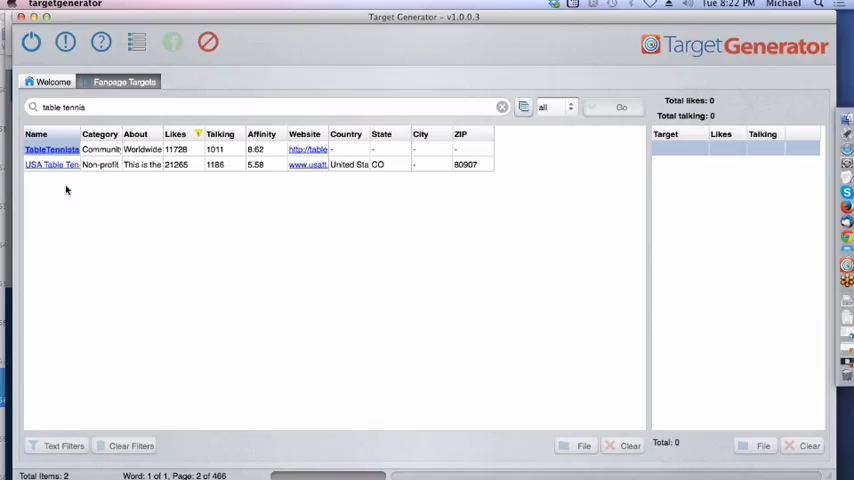 targetgenerator
Tue 8:22 PM Michael
Target Generator - v1.0.0.3
TargetGenerator
Welcome
Fanpage Targets
table tennis
all
Go
Total likes: 0
Total talking: 0
Name Category About Likes Talking Affinity Website Country State City ZIP
TableTennista Community Worldwide 11728 1011 8.62 http://table - - - -
USA Table Ten Non-profit This is the 21265 1186 5.58 www.usatt. United Sta CO - 80907
Target Likes Talking
Text Filters
Clear Filters
File
Clear
Total: 0
File
Clear
Total Items: 2
Word: 1 of 1, Page: 2 of 466